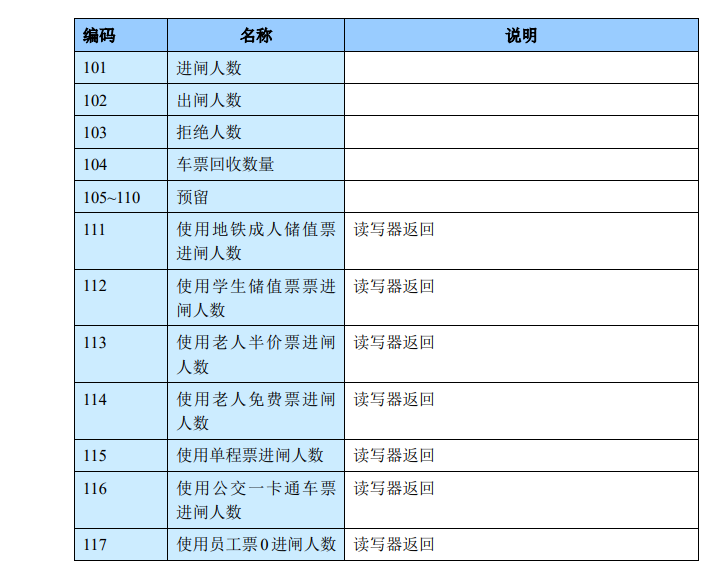 编码 名称 说明
101 进闸人数
102 出闸人数
103 拒绝人数
104 车票回收数量
105~110 预留
111 使用地铁成人储值票 读写器返回
进闸人数
112 使用学生储值票票进 读写器返回
闸人数
113 使用老人半价票进闸 读写器返回
人数
114 使用老人免费票进闸 读写器返回
人数
115 使用单程票进闸人数 读写器返回
116 使用公交一卡通车票 读写器返回
进闸人数
117 使用员工票0进闸人数 读写器返回